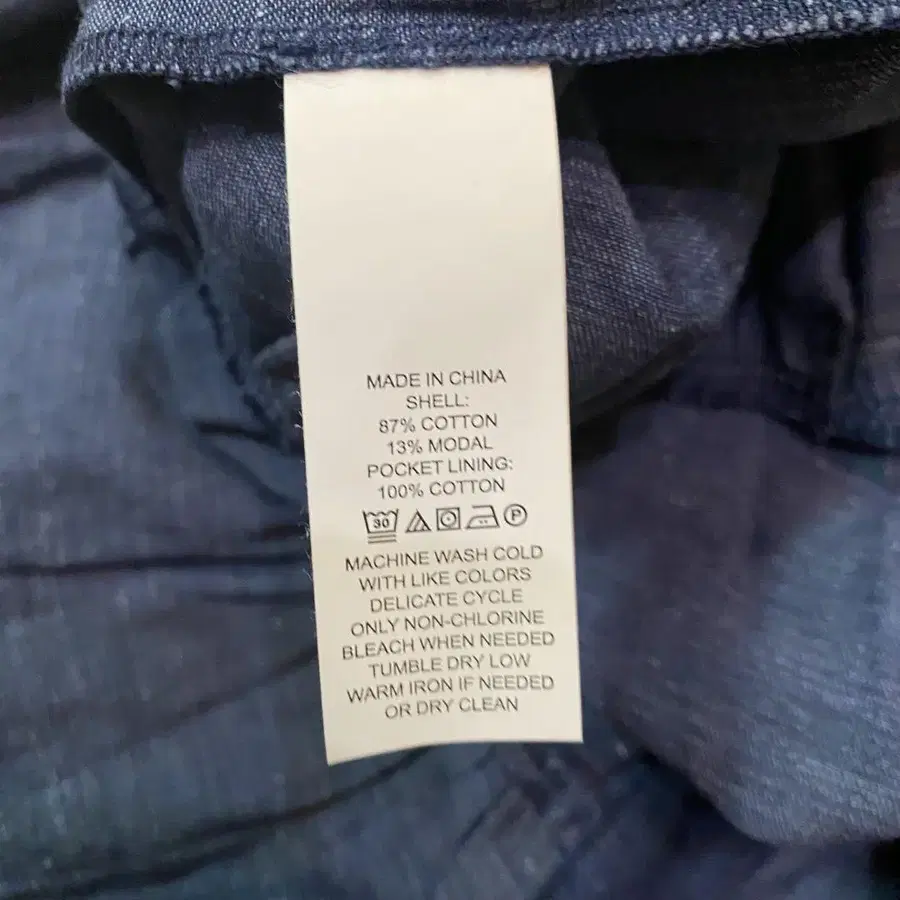 MADE IN CHINA
SHELL:
87% COTTON
13% MODAL
POCKET LINING:
100% COTTON
30 P
MACHINE WASH COLD
WITH LIKE COLORS
DELICATE CYCLE
ONLY NON-CHLORINE
BLEACH WHEN NEEDED
TUMBLE DRY LOW
WARM IRON IF NEEDED
OR DRY CLEAN